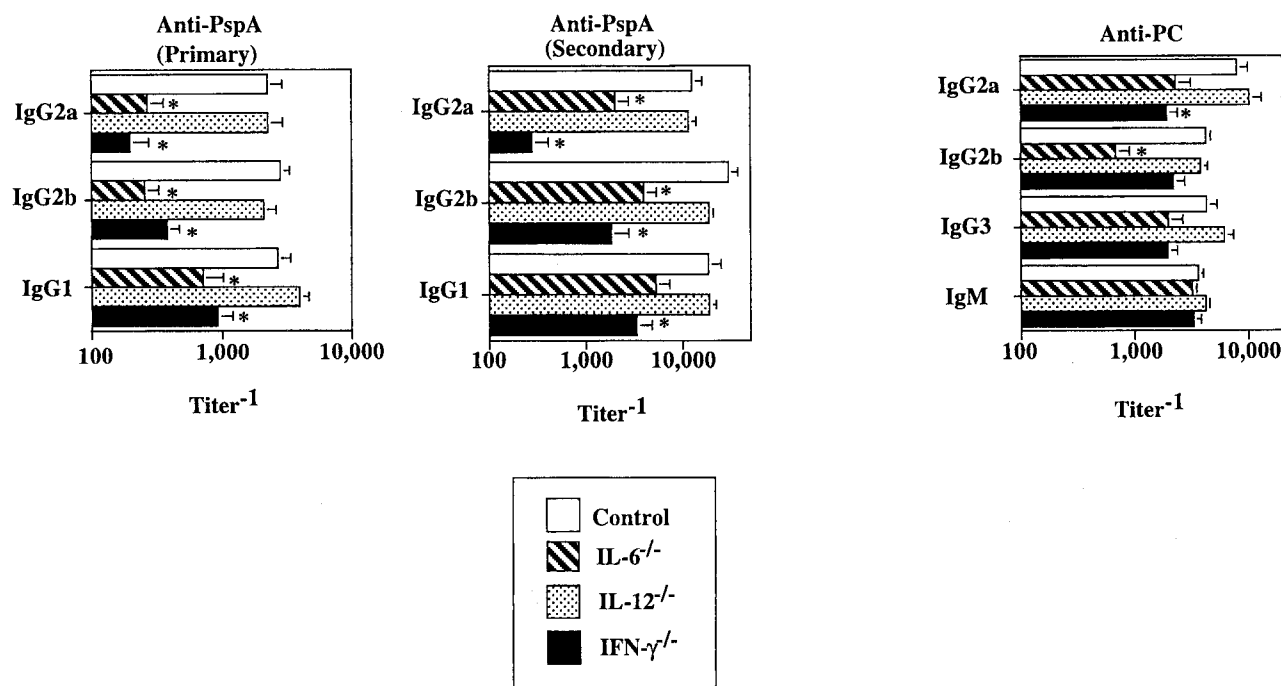 Anti-PspA
(Primary)
IgG2a
*
*
IgG2b
*
*
IgG1
*
*
100 1,000 10,000
Titer-1
Anti-PspA
(Secondary)
IgG2a
*
*
IgG2b
*
*
IgG1
*
100 1,000 10,000
Titer-1
Anti-PC
IgG2a
*
IgG2b
*
IgG3
IgM
100 1,000 10,000
Titer-1
Control
IL-6-/-
IL-12-/-
IFN-γ-/-